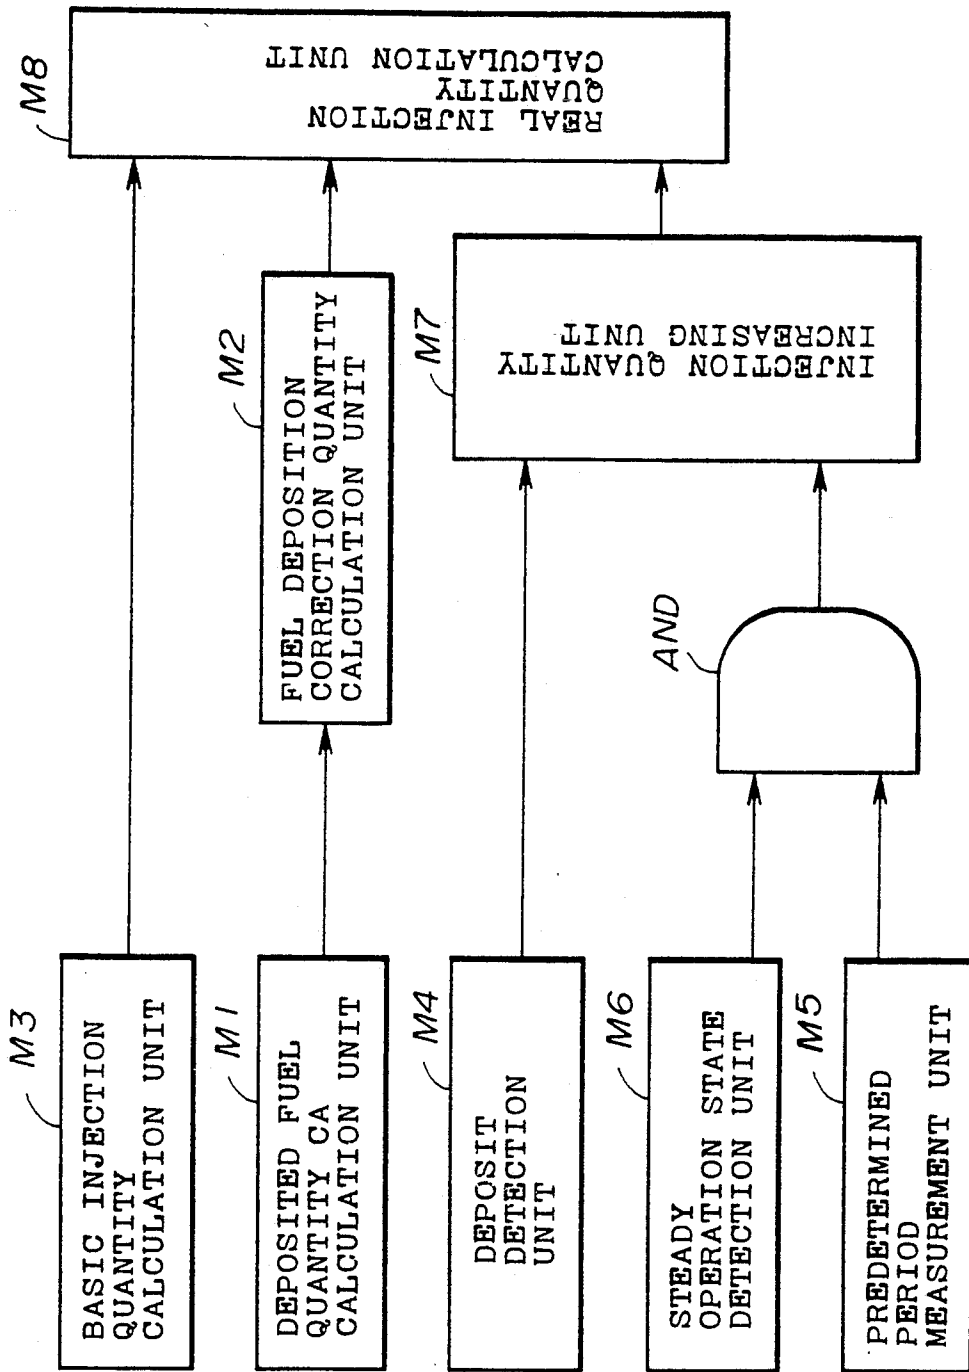 M3
BASIC INJECTION
QUANTITY
CALCULATION UNIT
M1
DEPOSITED FUEL
QUANTITY CA
CALCULATION UNIT
M2
FUEL DEPOSITION
CORRECTION QUANTITY
CALCULATION UNIT
M4
DEPOSIT
DETECTION
UNIT
M6
STEADY
OPERATION STATE
DETECTION UNIT
M5
PREDETERMINED
PERIOD
MEASUREMENT UNIT
AND
M7
INJECTION QUANTITY
INCREASING UNIT
M8
REAL INJECTION
QUANTITY
CALCULATION UNIT